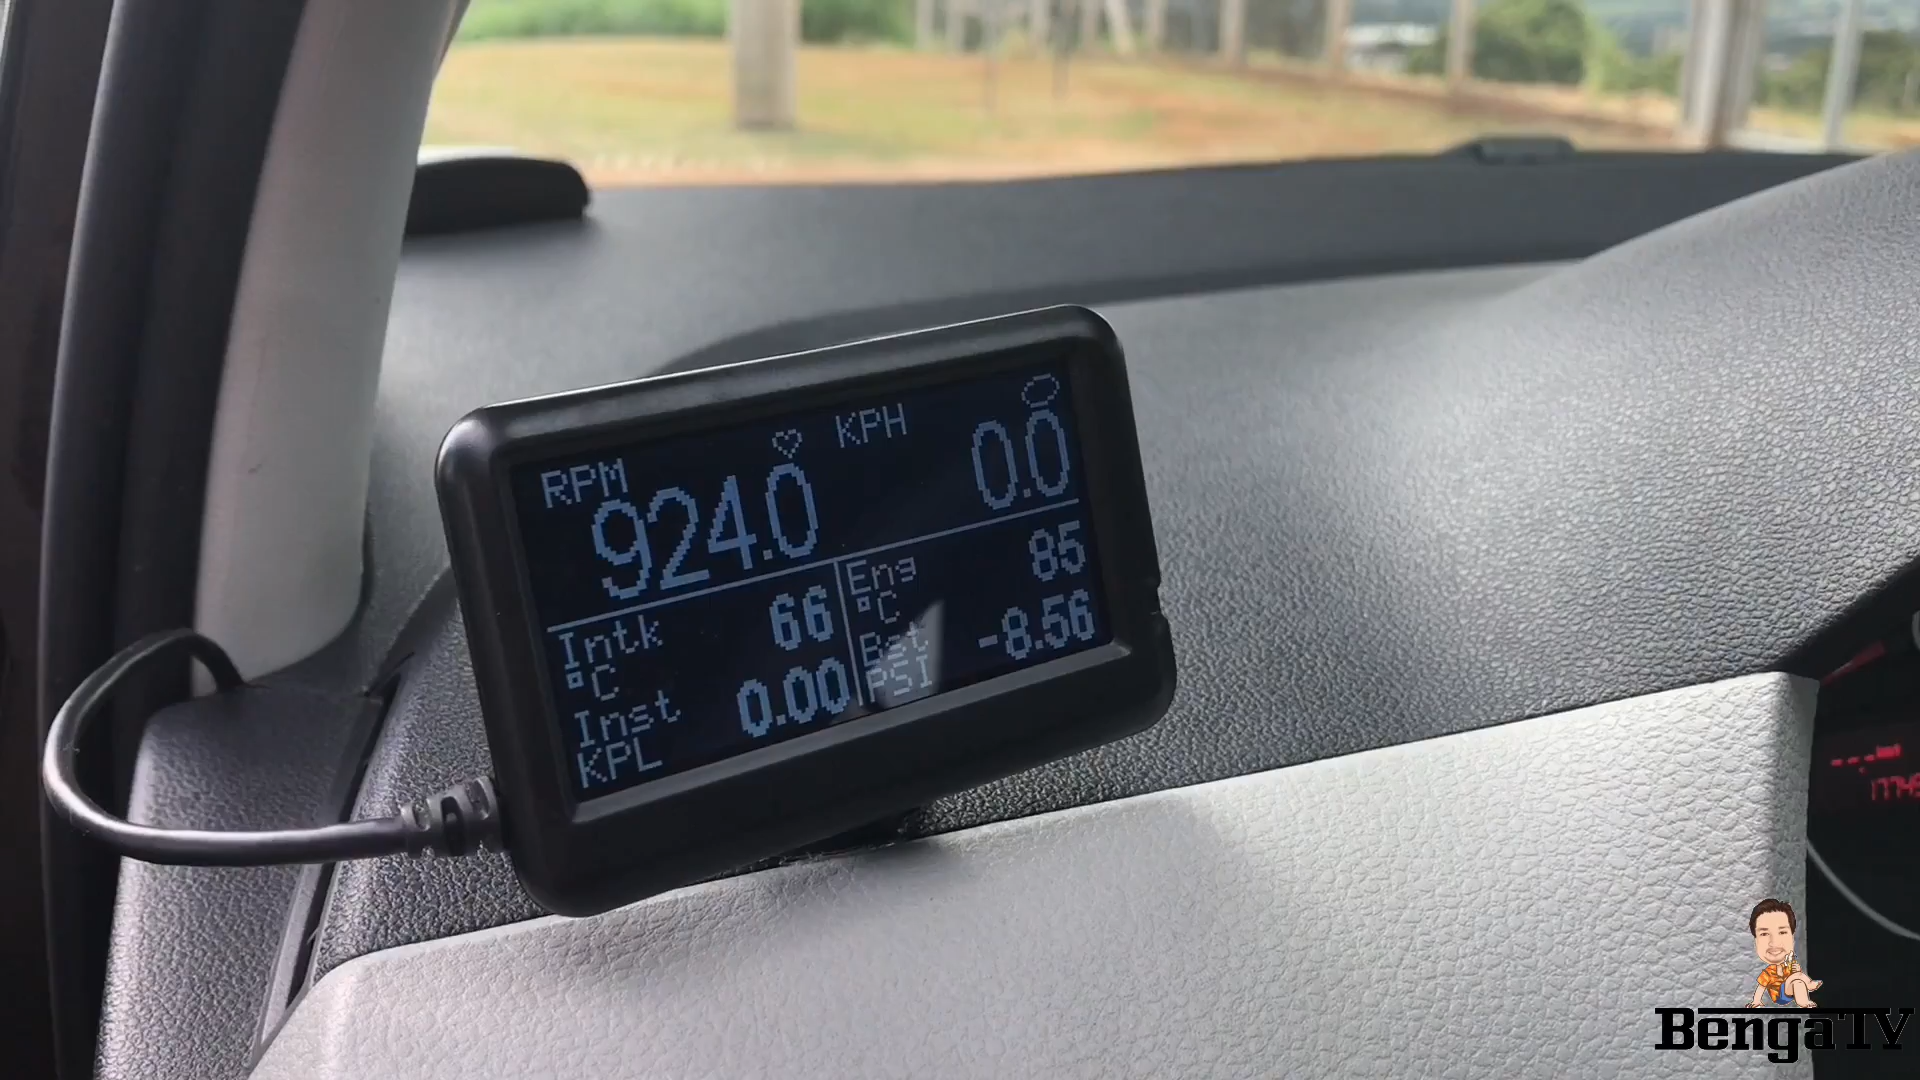 RPM
924.0
KPH
0.0
Intk
°C
66
Eng
°C
85
Inst
KPL
0.00
Bst
PSI
-8.56
BengaTV